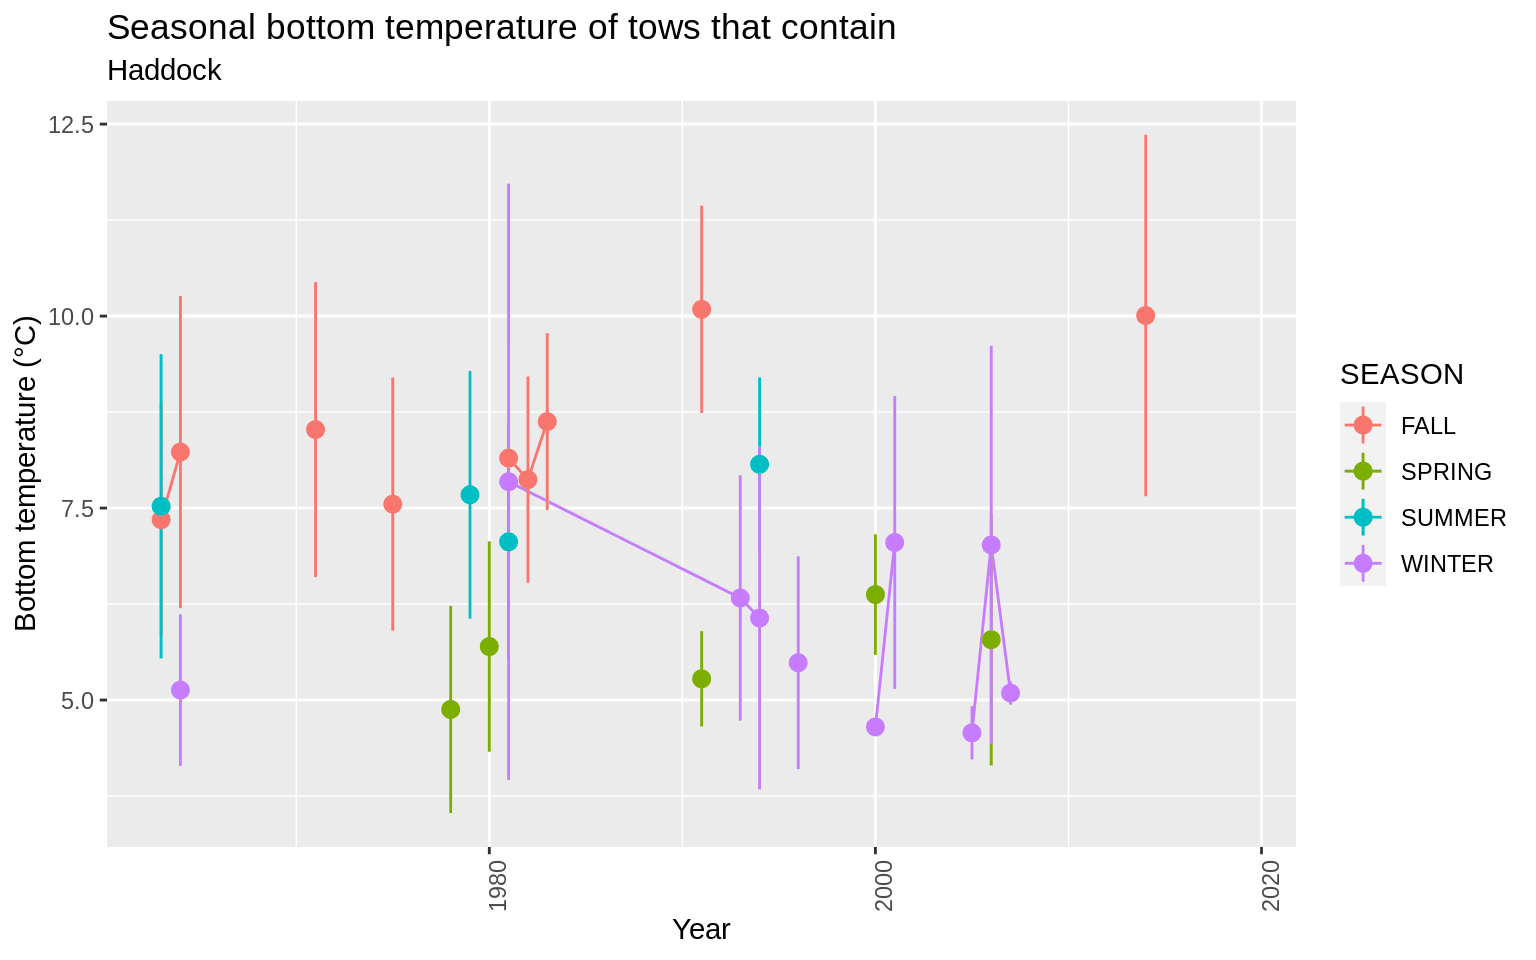 Seasonal bottom temperature of tows that contain
Haddock
12.5
10.0
7.5
5.0
Bottom temperature (°C)
1980
2000
2020
Year
SEASON
FALL
SPRING
SUMMER
WINTER